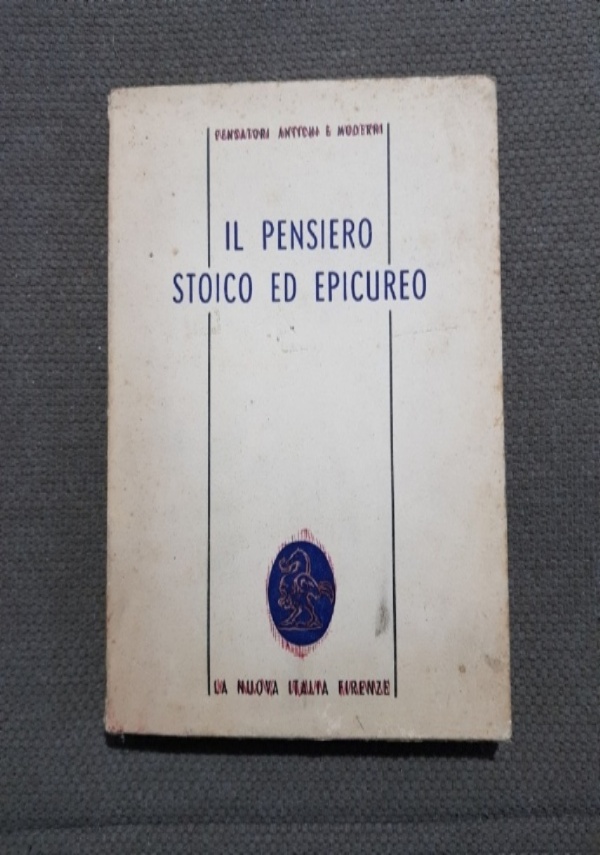 PENSATORI ANTICHI E MODERNI
IL PENSIERO
STOICO ED EPICUREO
LA NUOVA ITALIA FIRENZE